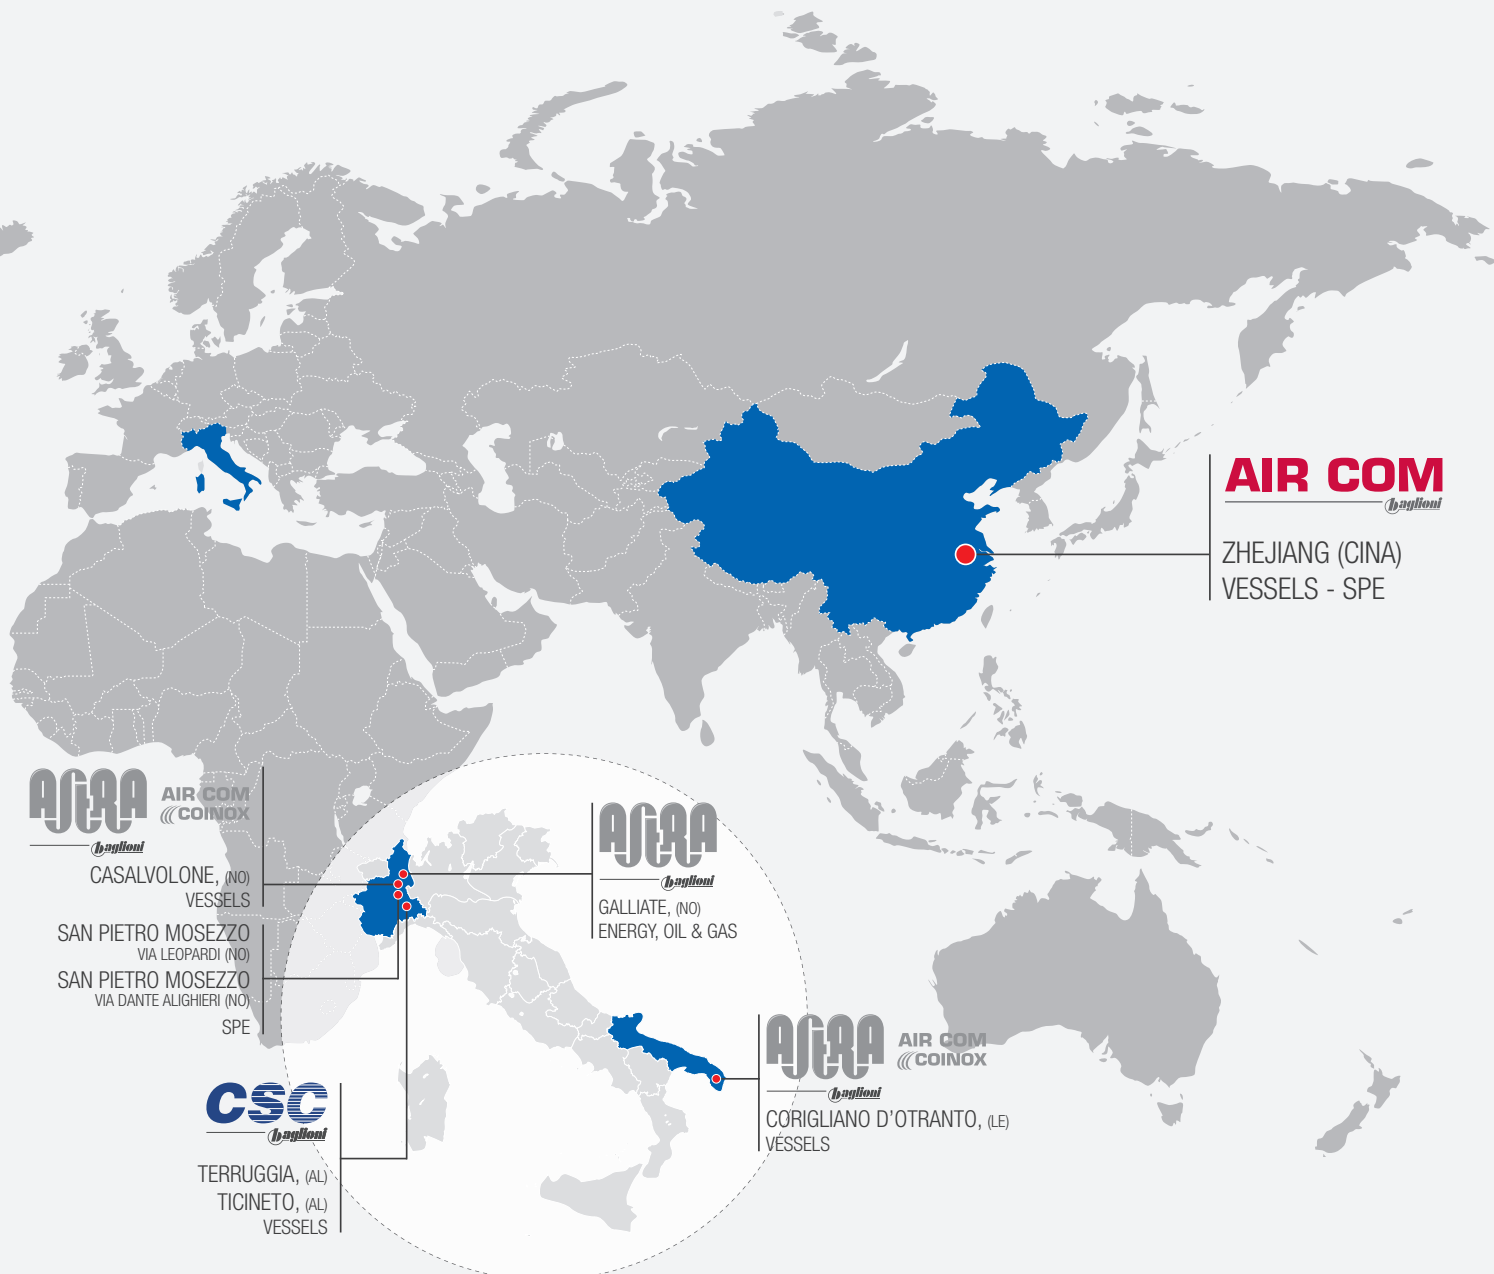 AIR COM
baglioni
ZHEJIANG (CINA)
VESSELS - SPE
ASTRA
AIR COM
COINOX
baglioni
CASALVOLONE, (NO)
VESSELS
SAN PIETRO MOSEZZO
VIA LEOPARDI (NO)
SAN PIETRO MOSEZZO
VIA DANTE ALIGHIERI (NO)
SPE
CSC
baglioni
TERRUGGIA, (AL)
TICINETO, (AL)
VESSELS
ASTRA
baglioni
GALLIATE, (NO)
ENERGY, OIL & GAS
ASTRA
AIR COM
COINOX
baglioni
CORIGLIANO D'OTRANTO, (LE)
VESSELS